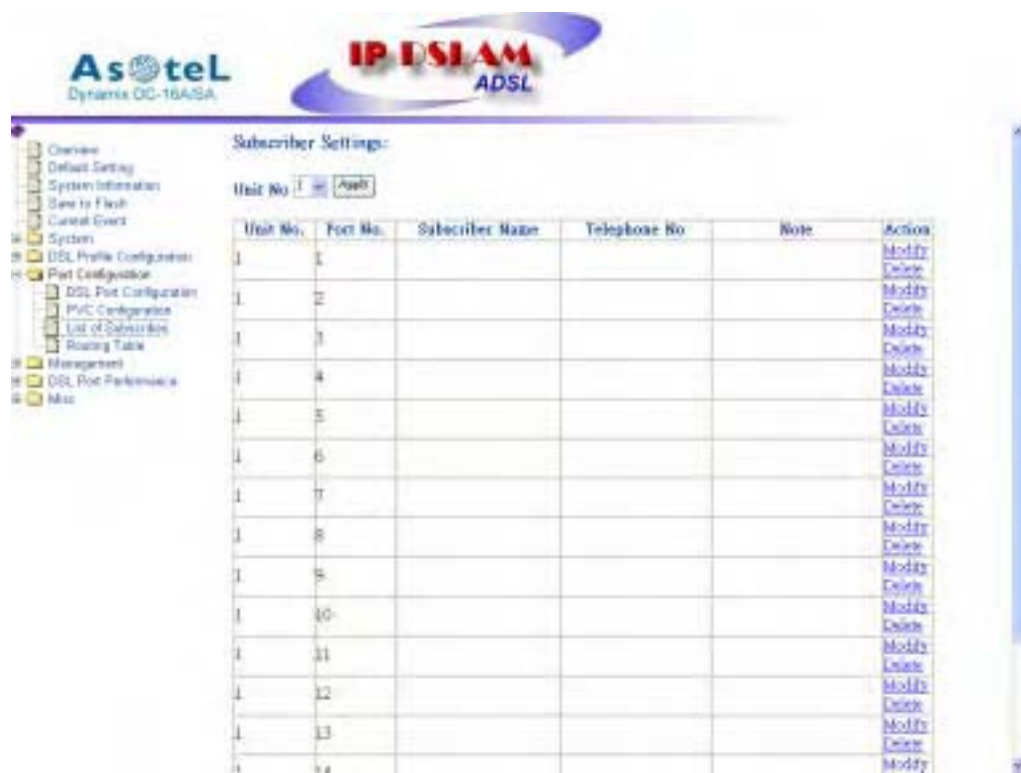 AsoteL
Dynamix DC-16A/SA
IP DSLAM
ADSL
Overview
Default Setting
System Information
Save to Flash
Current Event
System
DSL Profile Configuration
Port Configuration
DSL Port Configuration
PVC Configuration
List of Subscribes
Routing Table
Management
DSL Port Performance
Misc
Subscriber Settings:
Unit No 1 Apply
Unit No. Port No. Subscriber Name Telephone No Note Action
1 1 Modify
Delete
1 2 Modify
Delete
1 3 Modify
Delete
1 4 Modify
Delete
1 5 Modify
Delete
1 6 Modify
Delete
1 7 Modify
Delete
1 8 Modify
Delete
1 9 Modify
Delete
1 10 Modify
Delete
1 11 Modify
Delete
1 12 Modify
Delete
1 13 Modify
Delete
1 14 Modify